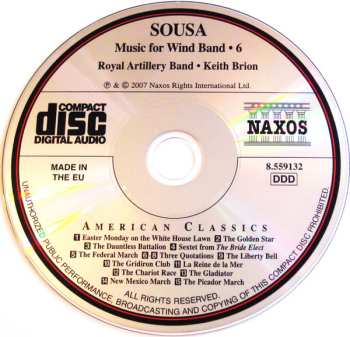 SOUSA
Music for Wind Band • 6
Royal Artillery Band • Keith Brion
℗ & © 2007 Naxos Rights International Ltd.
COMPACT
disc
DIGITAL AUDIO
NAXOS
MADE IN
THE EU
8.559132
DDD
AMERICAN CLASSICS
1 Easter Monday on the White House Lawn 2 The Golden Star
3 The Dauntless Battalion 4 Sextet from The Bride Elect
5 The Federal March 6-8 Three Quotations 9 The Liberty Bell
10 The Gridiron Club 11 La Reine de la Mer
12 The Chariot Race 13 The Gladiator
14 New Mexico March 15 The Picador March
ALL RIGHTS RESERVED.
UNAUTHORIZED PUBLIC PERFORMANCE, BROADCASTING AND COPYING OF THIS COMPACT DISC PROHIBITED.